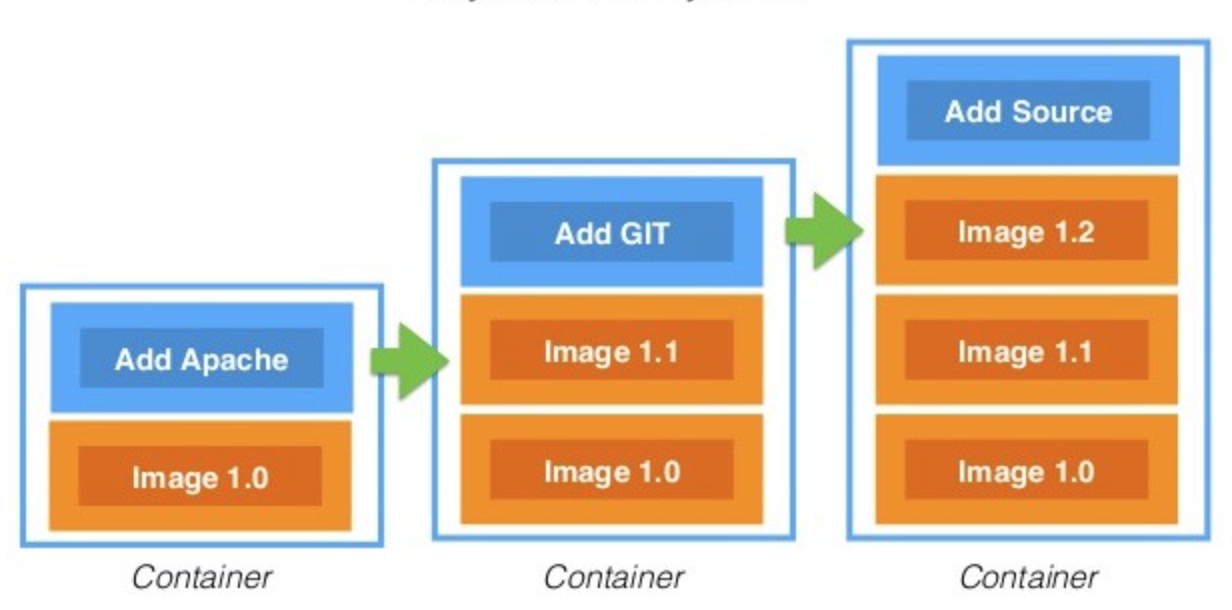 Add Apache
Image 1.0
Container
Add GIT
Image 1.1
Image 1.0
Container
Add Source
Image 1.2
Image 1.1
Image 1.0
Container